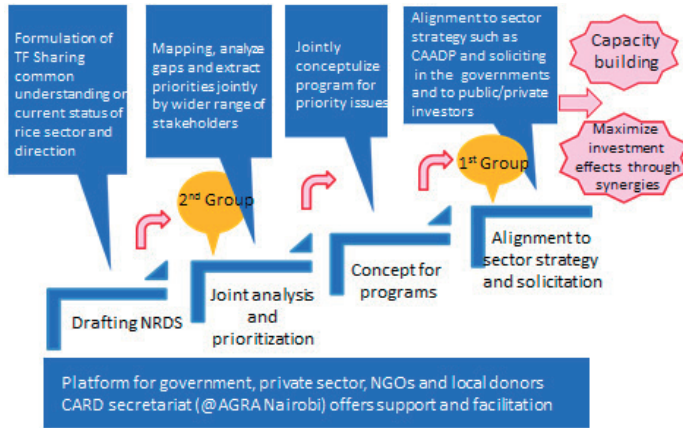 Formulation of
TF Sharing
common
understanding on
current status of
rice sector and
direction
Mapping, analyze
gaps and extract
priorities jointly
by wider range of
stakeholders
Jointly
conceptulize
program for
priority issues
Alignment to sector
strategy such as
CAADP and soliciting
in the governments
and to public/private
investors
Capacity
building
Maximize
investment
effects through
synergies
2nd Group
1st Group
Drafting NRDS
Joint analysis
and
prioritization
Concept for
programs
Alignment to
sector strategy
and solicitation
Platform for government, private sector, NGOs and local donors
CARD secretariat (@AGRA Nairobi) offers support and facilitation